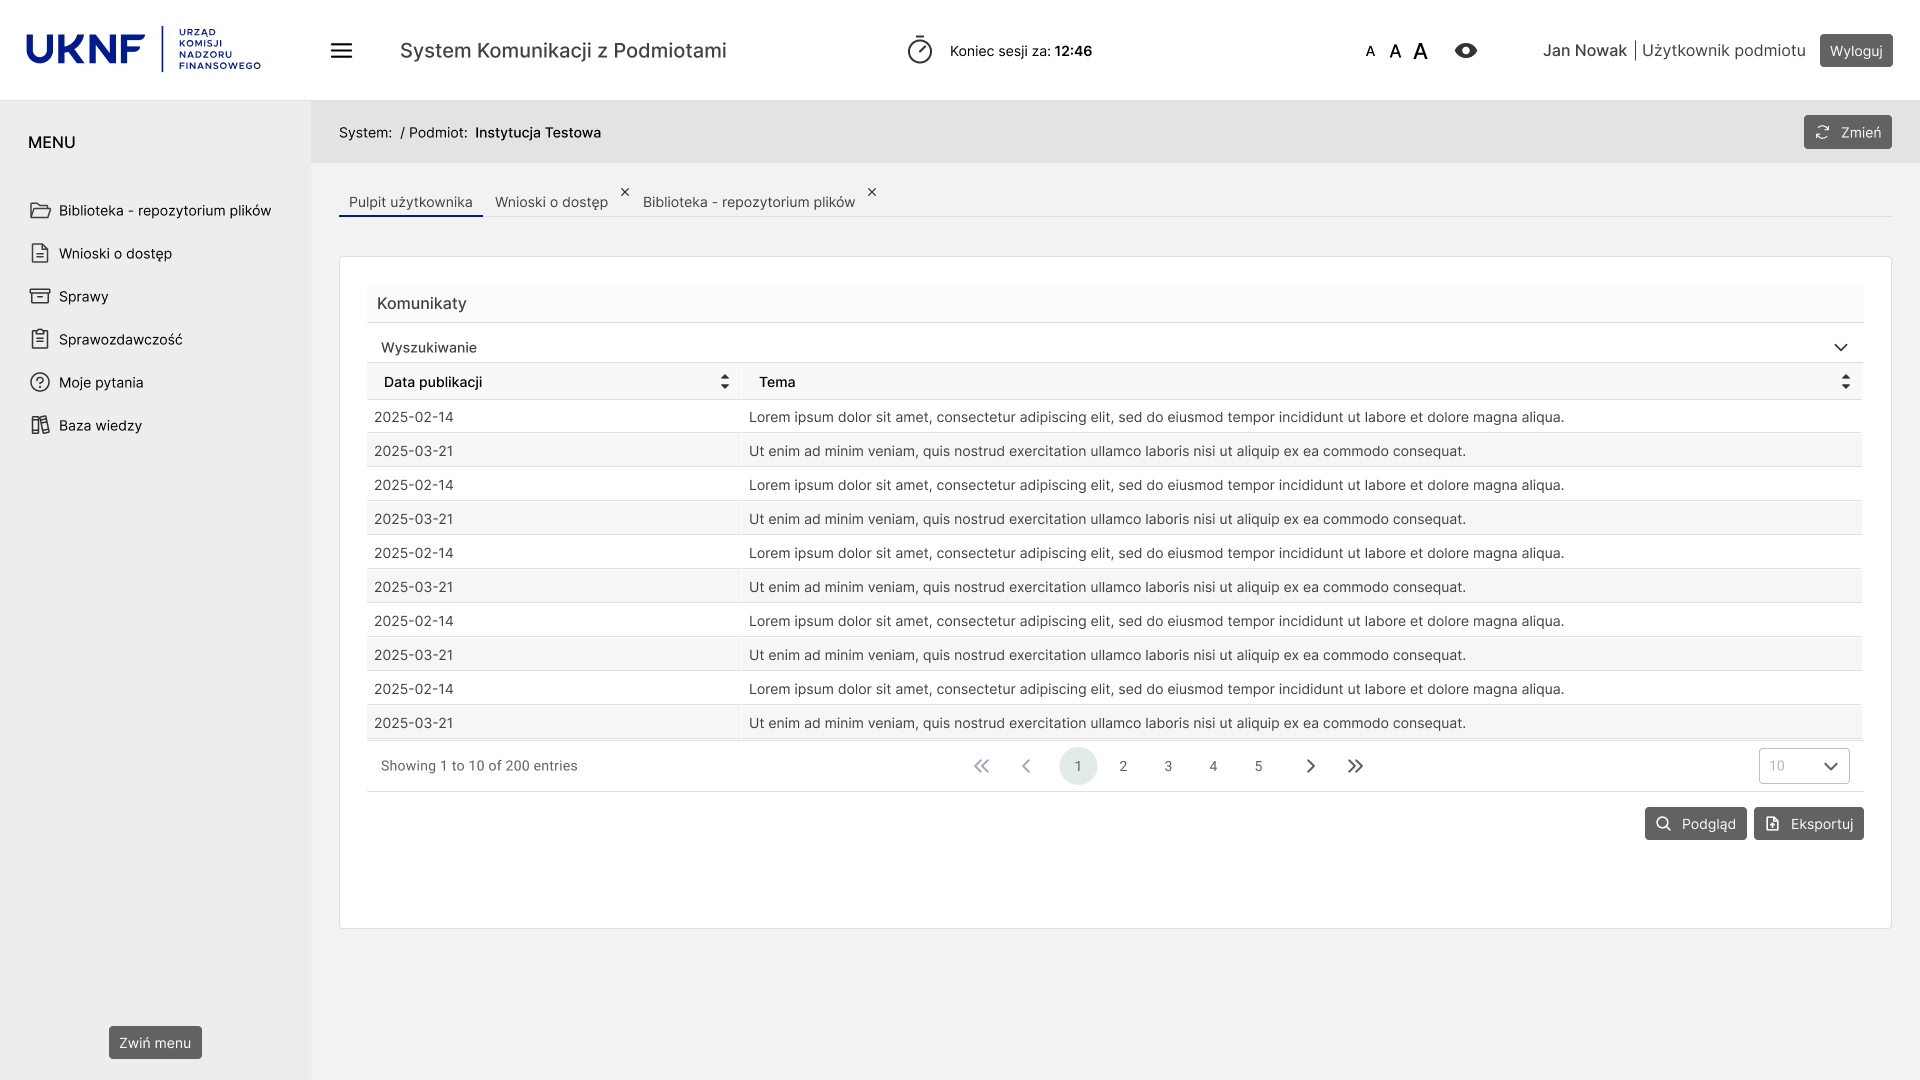 UKNF
URZĄD
KOMISJI
NADZORU
FINANSOWEGO
System Komunikacji z Podmiotami
Koniec sesji za: 12:46
A A A
Jan Nowak | Użytkownik podmiotu
Wyloguj
MENU
Biblioteka - repozytorium plików
Wnioski o dostęp
Sprawy
Sprawozdawczość
Moje pytania
Baza wiedzy
Zwiń menu
System: / Podmiot: Instytucja Testowa
Zmień
Pulpit użytkownika
Wnioski o dostęp
Biblioteka - repozytorium plików
Komunikaty
Wyszukiwanie
Data publikacji Tema
2025-02-14 Lorem ipsum dolor sit amet, consectetur adipiscing elit, sed do eiusmod tempor incididunt ut labore et dolore magna aliqua.
2025-03-21 Ut enim ad minim veniam, quis nostrud exercitation ullamco laboris nisi ut aliquip ex ea commodo consequat.
2025-02-14 Lorem ipsum dolor sit amet, consectetur adipiscing elit, sed do eiusmod tempor incididunt ut labore et dolore magna aliqua.
2025-03-21 Ut enim ad minim veniam, quis nostrud exercitation ullamco laboris nisi ut aliquip ex ea commodo consequat.
2025-02-14 Lorem ipsum dolor sit amet, consectetur adipiscing elit, sed do eiusmod tempor incididunt ut labore et dolore magna aliqua.
2025-03-21 Ut enim ad minim veniam, quis nostrud exercitation ullamco laboris nisi ut aliquip ex ea commodo consequat.
2025-02-14 Lorem ipsum dolor sit amet, consectetur adipiscing elit, sed do eiusmod tempor incididunt ut labore et dolore magna aliqua.
2025-03-21 Ut enim ad minim veniam, quis nostrud exercitation ullamco laboris nisi ut aliquip ex ea commodo consequat.
2025-02-14 Lorem ipsum dolor sit amet, consectetur adipiscing elit, sed do eiusmod tempor incididunt ut labore et dolore magna aliqua.
2025-03-21 Ut enim ad minim veniam, quis nostrud exercitation ullamco laboris nisi ut aliquip ex ea commodo consequat.
Showing 1 to 10 of 200 entries
1 2 3 4 5
10
Podgląd
Eksportuj